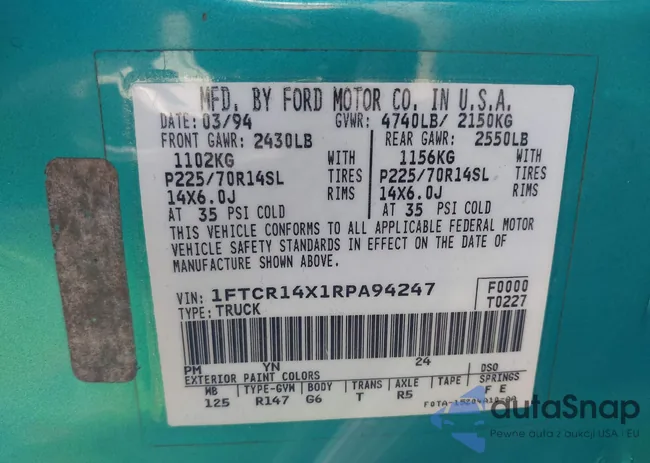 MFD. BY FORD MOTOR CO. IN U.S.A.
DATE: 03/94 GVWR: 4740LB/ 2150KG
FRONT GAWR: 2430LB REAR GAWR: 2550LB
1102KG WITH 1156KG WITH
P225/70R14SL TIRES P225/70R14SL TIRES
14X6.0J RIMS 14X6.0J RIMS
AT 35 PSI COLD AT 35 PSI COLD
THIS VEHICLE CONFORMS TO ALL APPLICABLE FEDERAL MOTOR
VEHICLE SAFETY STANDARDS IN EFFECT ON THE DATE OF
MANUFACTURE SHOWN ABOVE.
VIN: 1FTCR14X1RPA94247 F0000
TYPE: TRUCK T0227
PM YN 24
EXTERIOR PAINT COLORS DSO
WB TYPE-GVM BODY TRANS AXLE TAPE SPRINGS
125 R147 G6 T R5 F E
autaSnap
Pewne auta z aukcji USA i EU